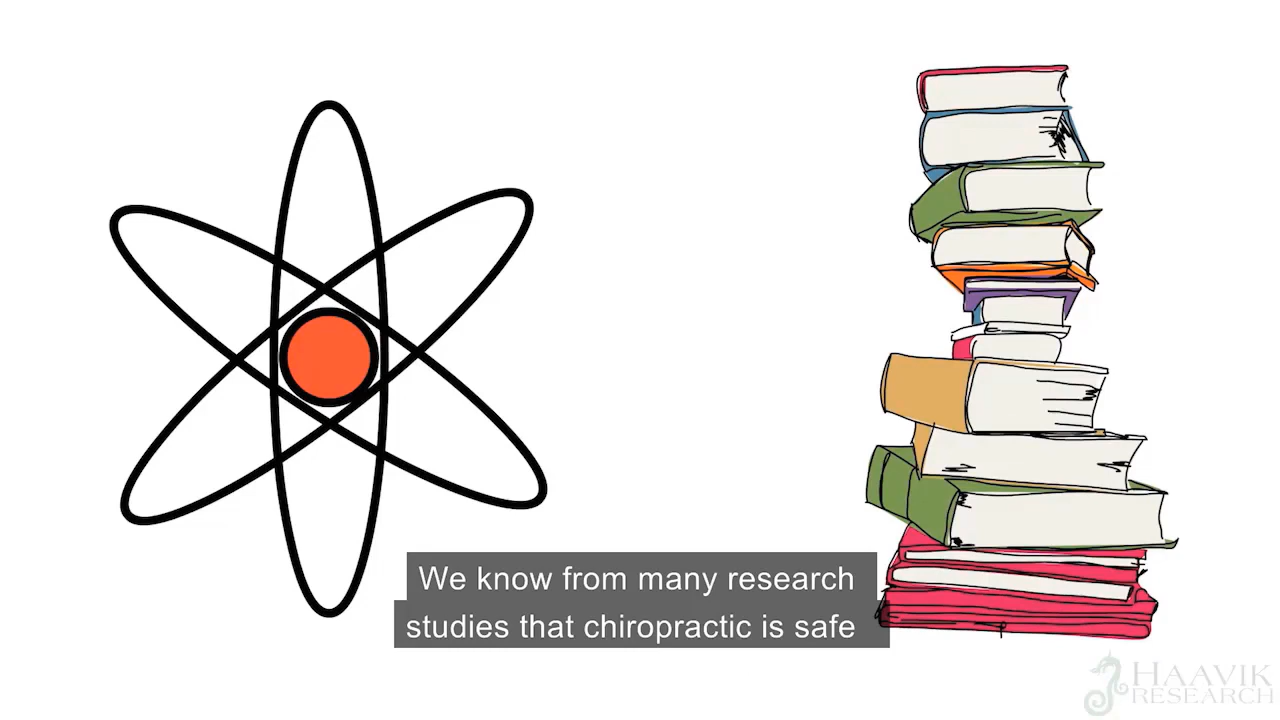 We know from many research
studies that chiropractic is safe
HAAVIK
RESEARCH